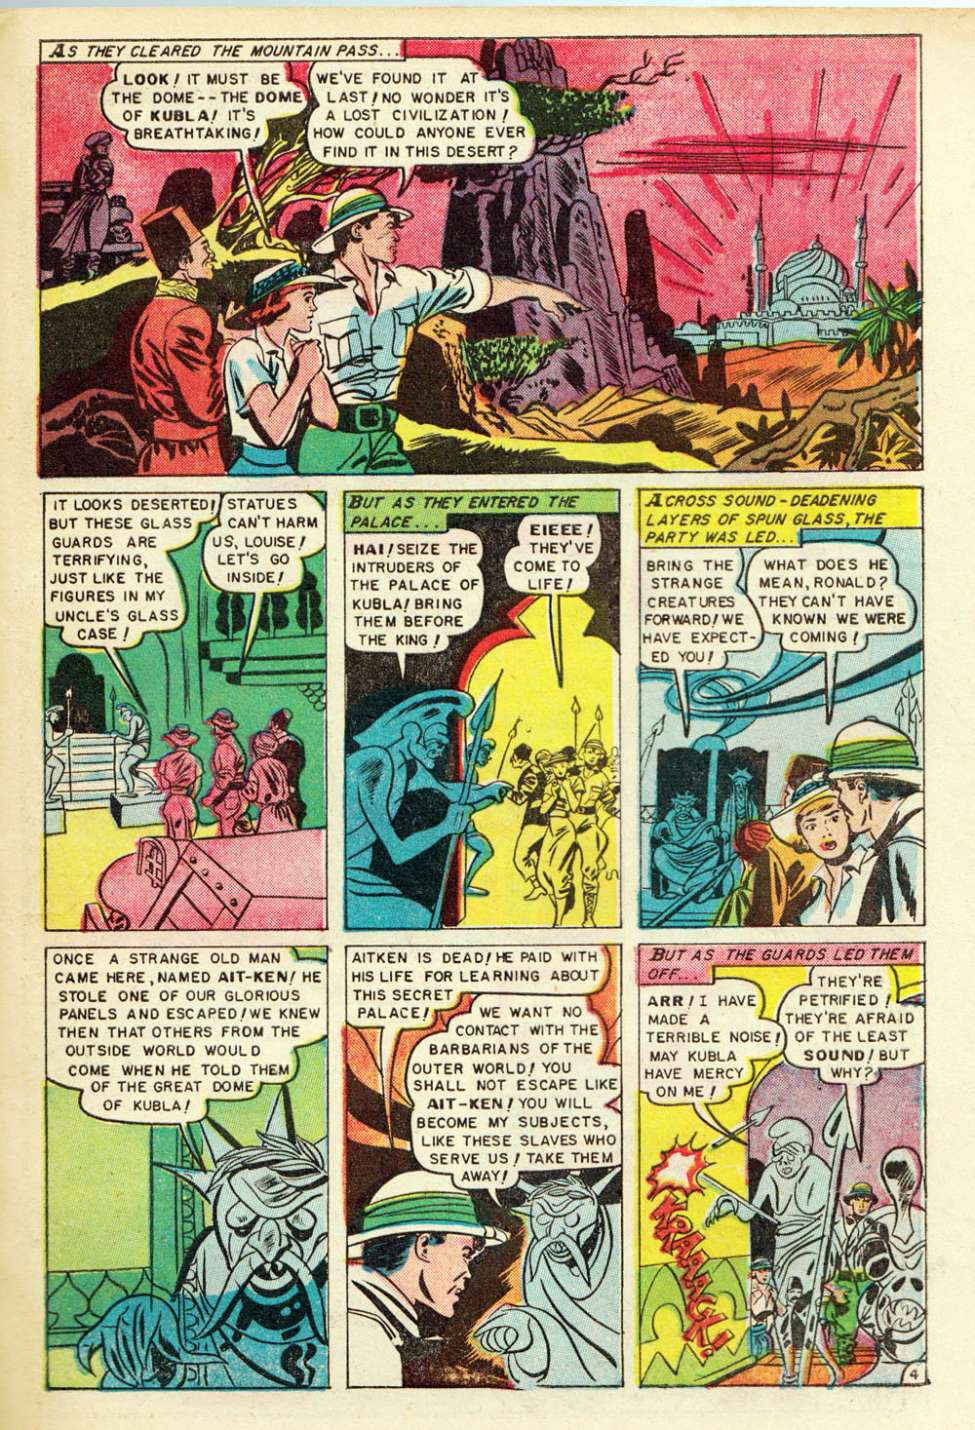 AS THEY CLEARED THE MOUNTAIN PASS...
LOOK! IT MUST BE
THE DOME--THE DOME
OF KUBLA! IT'S
BREATHTAKING!
WE'VE FOUND IT AT
LAST! NO WONDER IT'S
A LOST CIVILIZATION!
HOW COULD ANYONE EVER
FIND IT IN THIS DESERT?
IT LOOKS DESERTED!
BUT THESE GLASS
GUARDS ARE
TERRIFYING,
JUST LIKE THE
FIGURES IN MY
UNCLE'S GLASS
CASE!
STATUES
CAN'T HARM
US, LOUISE!
LET'S GO
INSIDE!
BUT AS THEY ENTERED THE
PALACE...
HAI! SEIZE THE
INTRUDERS OF
THE PALACE OF
KUBLA! BRING
THEM BEFORE
THE KING!
EIEEE!
THEY'VE
COME TO
LIFE!
ACROSS SOUND-DEADENING
LAYERS OF SPUN GLASS, THE
PARTY WAS LED...
BRING THE
STRANGE
CREATURES
FORWARD! WE
HAVE EXPECT-
ED YOU!
WHAT DOES HE
MEAN, RONALD?
THEY CAN'T HAVE
KNOWN WE WERE
COMING!
ONCE A STRANGE OLD MAN
CAME HERE, NAMED AIT-KEN! HE
STOLE ONE OF OUR GLORIOUS
PANELS AND ESCAPED! WE KNEW
THEN THAT OTHERS FROM THE
OUTSIDE WORLD WOULD
COME WHEN HE TOLD THEM
OF THE GREAT DOME
OF KUBLA!
AITKEN IS DEAD! HE PAID WITH
HIS LIFE FOR LEARNING ABOUT
THIS SECRET
PALACE!
WE WANT NO
CONTACT WITH THE
BARBARIANS OF THE
OUTER WORLD! YOU
SHALL NOT ESCAPE LIKE
AIT-KEN! YOU WILL
BECOME MY SUBJECTS,
LIKE THESE SLAVES WHO
SERVE US! TAKE THEM
AWAY!
BUT AS THE GUARDS LED THEM
OFF...
ARR! I HAVE
MADE A
TERRIBLE NOISE!
MAY KUBLA
HAVE MERCY
ON ME!
THEY'RE
PETRIFIED!
THEY'RE AFRAID
OF THE LEAST
SOUND! BUT
WHY?
4